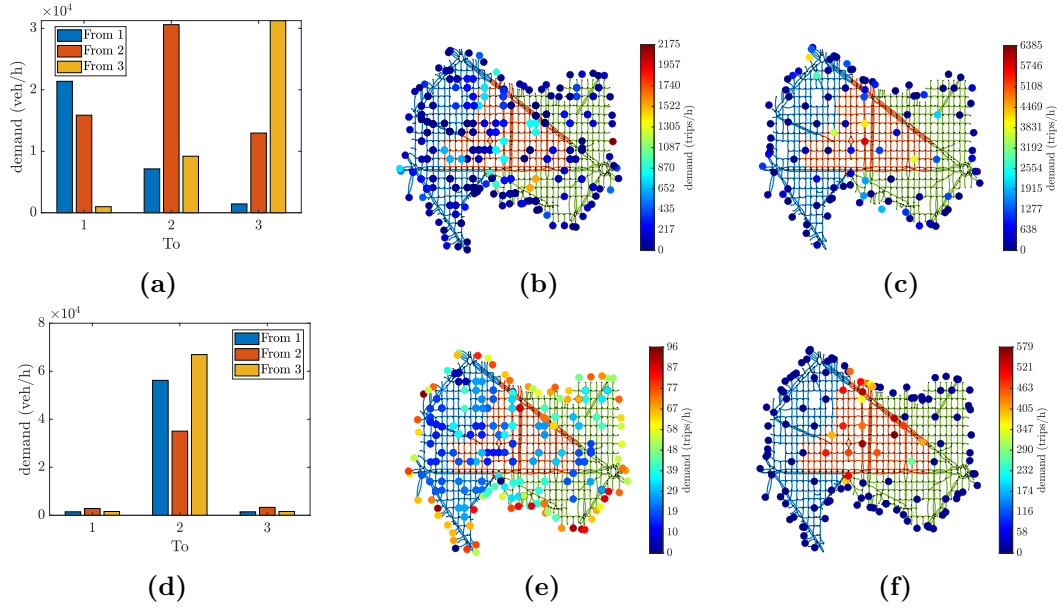 ×10⁴
3
2
1
0
demand (veh/h)
From 1
From 2
From 3
1 2 3
To
(a)
2175
1957
1740
1522
1305
1087
870
652
435
217
0
demand (trips/h)
(b)
6385
5746
5108
4469
3831
3192
2554
1915
1277
638
0
demand (trips/h)
(c)
×10⁴
8
6
4
2
0
demand (veh/h)
From 1
From 2
From 3
1 2 3
To
(d)
96
87
77
67
58
48
39
29
19
10
0
demand (trips/h)
(e)
579
521
463
405
347
290
232
174
116
58
0
demand (trips/h)
(f)